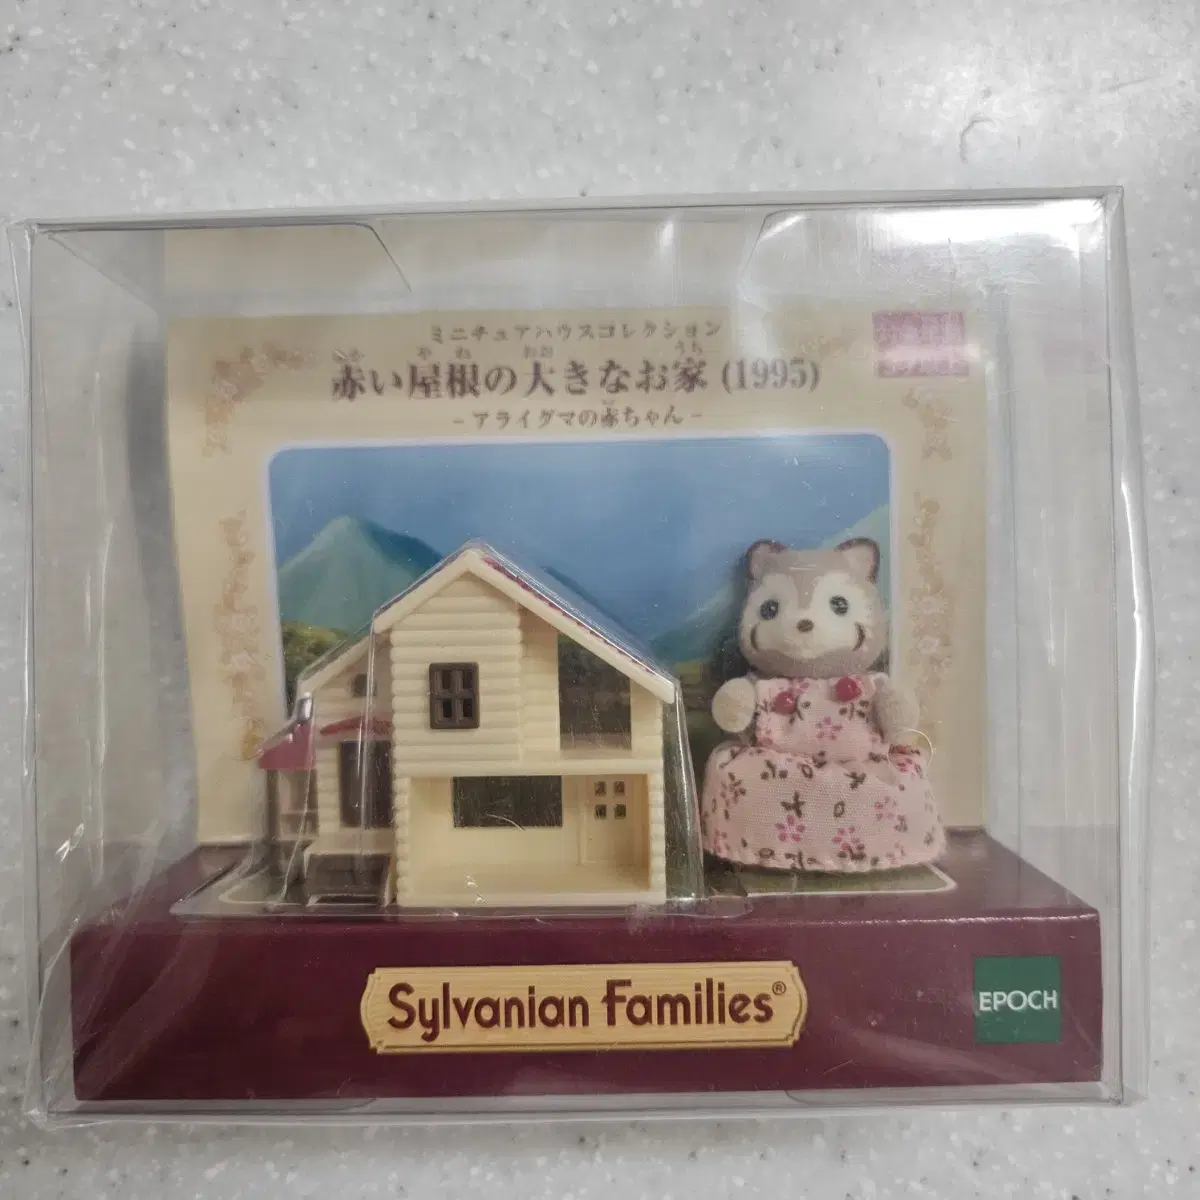 ミニチュアハウスコレクション
赤い屋根の大きなお家 (1995)
- アライグマの赤ちゃん -
Sylvanian Families®
EPOCH